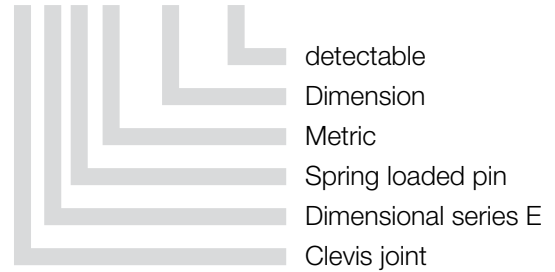 detectable
Dimension
Metric
Spring loaded pin
Dimensional series E
Clevis joint